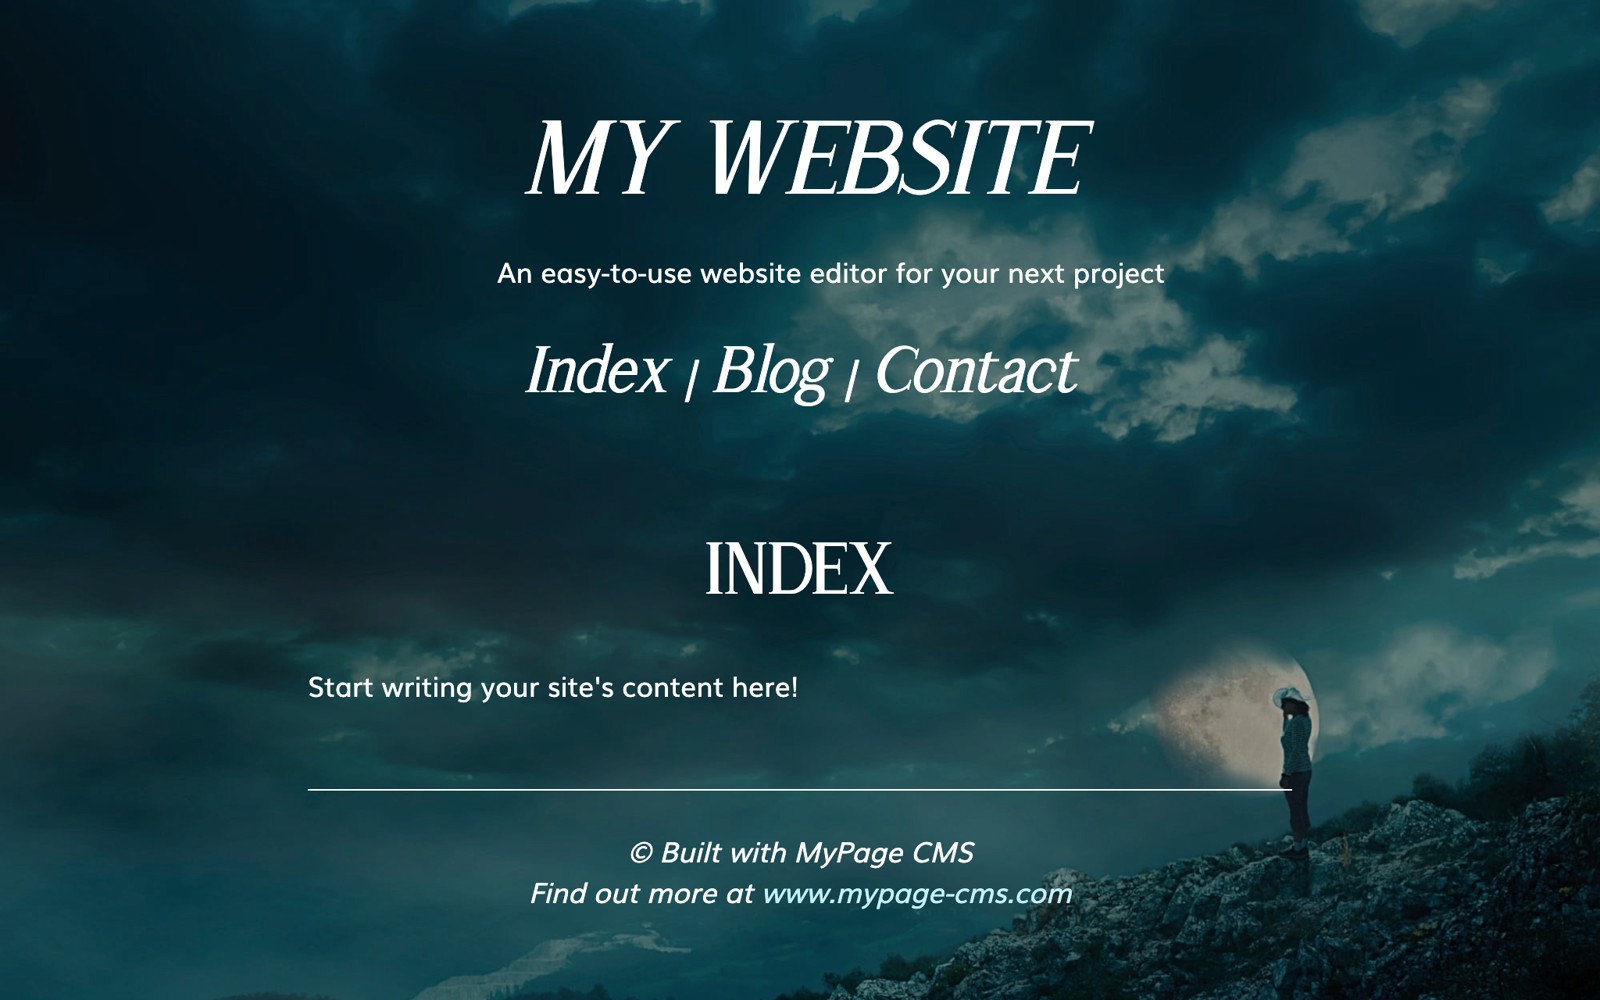 MY WEBSITE
An easy-to-use website editor for your next project
Index / Blog / Contact
INDEX
Start writing your site's content here!
© Built with MyPage CMS
Find out more at www.mypage-cms.com